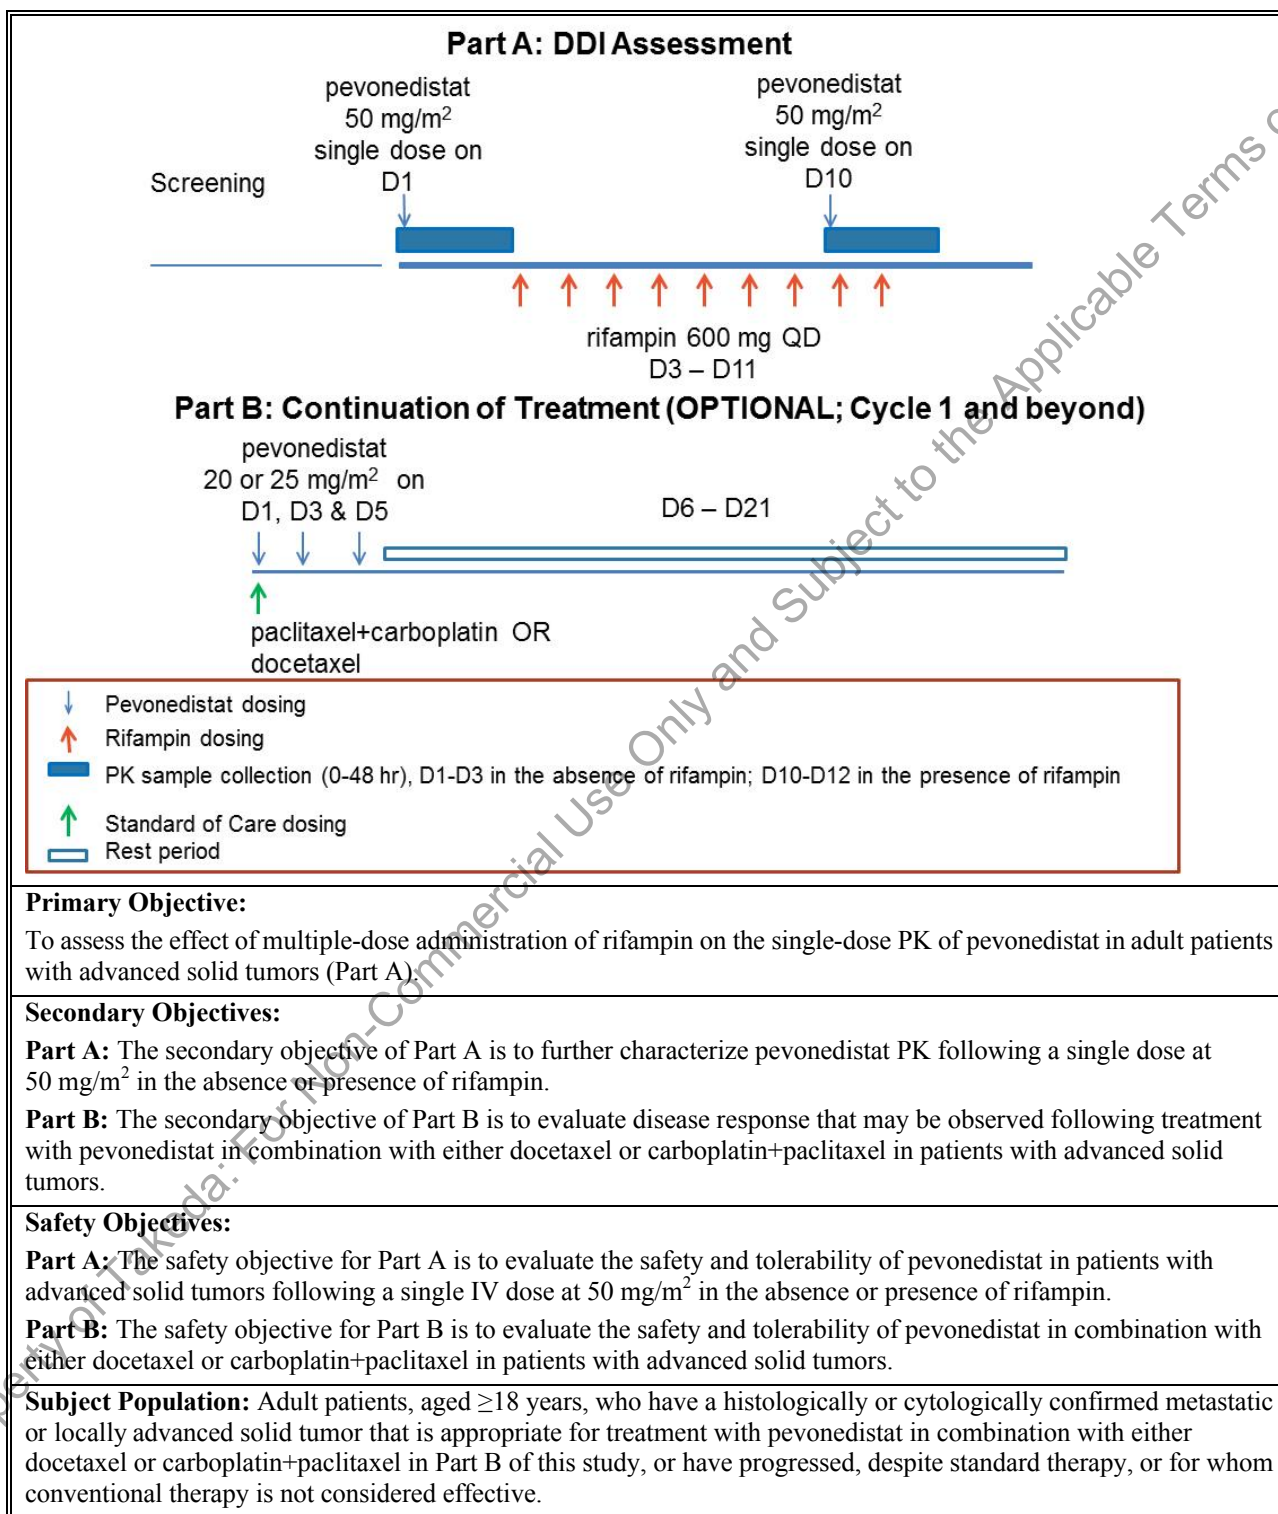 Part A: DDI Assessment
pevonedistat
50 mg/m²
single dose on
D1
pevonedistat
50 mg/m²
single dose on
D10
Screening
rifampin 600 mg QD
D3 – D11
Part B: Continuation of Treatment (OPTIONAL; Cycle 1 and beyond)
pevonedistat
20 or 25 mg/m² on
D1, D3 & D5
D6 – D21
paclitaxel+carboplatin OR
docetaxel
Pevonedistat dosing
Rifampin dosing
PK sample collection (0-48 hr), D1-D3 in the absence of rifampin; D10-D12 in the presence of rifampin
Standard of Care dosing
Rest period
Primary Objective:
To assess the effect of multiple-dose administration of rifampin on the single-dose PK of pevonedistat in adult patients
with advanced solid tumors (Part A).
Secondary Objectives:
Part A: The secondary objective of Part A is to further characterize pevonedistat PK following a single dose at
50 mg/m² in the absence or presence of rifampin.
Part B: The secondary objective of Part B is to evaluate disease response that may be observed following treatment
with pevonedistat in combination with either docetaxel or carboplatin+paclitaxel in patients with advanced solid
tumors.
Safety Objectives:
Part A: The safety objective for Part A is to evaluate the safety and tolerability of pevonedistat in patients with
advanced solid tumors following a single IV dose at 50 mg/m² in the absence or presence of rifampin.
Part B: The safety objective for Part B is to evaluate the safety and tolerability of pevonedistat in combination with
either docetaxel or carboplatin+paclitaxel in patients with advanced solid tumors.
Subject Population: Adult patients, aged ≥18 years, who have a histologically or cytologically confirmed metastatic
or locally advanced solid tumor that is appropriate for treatment with pevonedistat in combination with either
docetaxel or carboplatin+paclitaxel in Part B of this study, or have progressed, despite standard therapy, or for whom
conventional therapy is not considered effective.
of Takeda: For Non-Commercial Use Only and Subject to the Applicable Terms